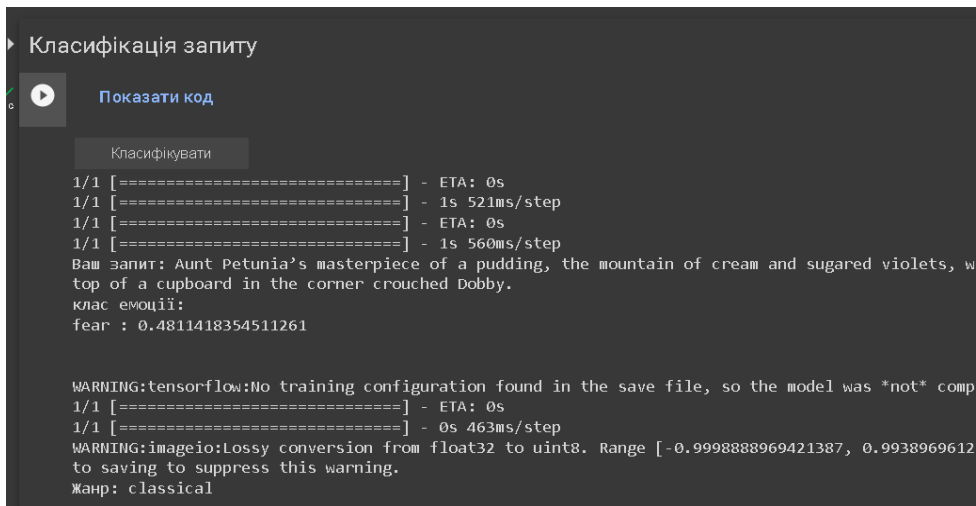 Класифікація запиту
Показати код
Класифікувати
1/1 [==============================] - ETA: 0s
1/1 [==============================] - 1s 521ms/step
1/1 [==============================] - ETA: 0s
1/1 [==============================] - 1s 560ms/step
Ваш запит: Aunt Petunia’s masterpiece of a pudding, the mountain of cream and sugared violets, w
top of a cupboard in the corner crouched Dobby.
клас емоції:
fear : 0.4811418354511261
WARNING:tensorflow:No training configuration found in the save file, so the model was *not* comp
1/1 [==============================] - ETA: 0s
1/1 [==============================] - 0s 463ms/step
WARNING:imageio:Lossy conversion from float32 to uint8. Range [-0.9998888969421387, 0.9938969612
to saving to suppress this warning.
Жанр: classical